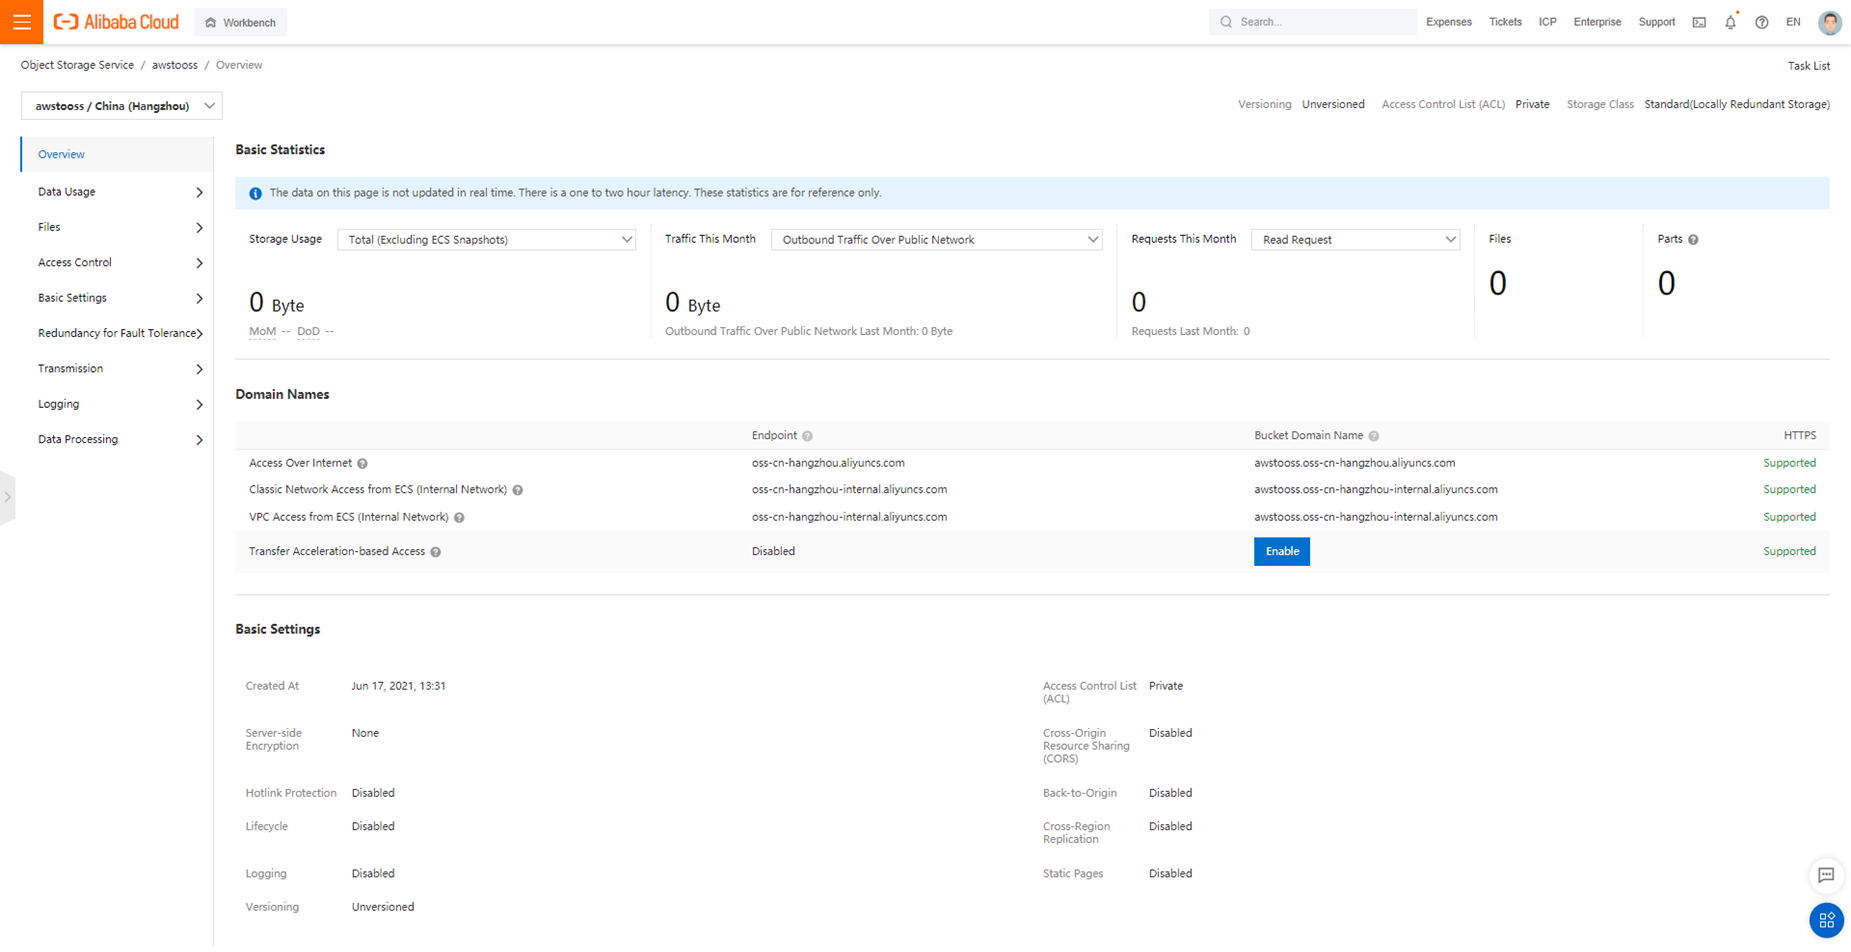 Alibaba Cloud Workbench Search... Expenses Tickets ICP Enterprise Support EN
Object Storage Service / awstooss / Overview Task List
awstooss / China (Hangzhou) Versioning Unversioned Access Control List (ACL) Private Storage Class Standard(Locally Redundant Storage)
Overview
Data Usage
Files
Access Control
Basic Settings
Redundancy for Fault Tolerance
Transmission
Logging
Data Processing
Basic Statistics
The data on this page is not updated in real time. There is a one to two hour latency. These statistics are for reference only.
Storage Usage Total (Excluding ECS Snapshots) Traffic This Month Outbound Traffic Over Public Network Requests This Month Read Request Files Parts
0 Byte 0 Byte 0 0 0
MoM -- DoD -- Outbound Traffic Over Public Network Last Month: 0 Byte Requests Last Month: 0
Domain Names
Endpoint Bucket Domain Name HTTPS
Access Over Internet oss-cn-hangzhou.aliyuncs.com awstooss.oss-cn-hangzhou.aliyuncs.com Supported
Classic Network Access from ECS (Internal Network) oss-cn-hangzhou-internal.aliyuncs.com awstooss.oss-cn-hangzhou-internal.aliyuncs.com Supported
VPC Access from ECS (Internal Network) oss-cn-hangzhou-internal.aliyuncs.com awstooss.oss-cn-hangzhou-internal.aliyuncs.com Supported
Transfer Acceleration-based Access Disabled Enable Supported
Basic Settings
Created At Jun 17, 2021, 13:31
Server-side
Encryption None
Hotlink Protection Disabled
Lifecycle Disabled
Logging Disabled
Versioning Unversioned
Access Control List
(ACL) Private
Cross-Origin
Resource Sharing
(CORS) Disabled
Back-to-Origin Disabled
Cross-Region
Replication Disabled
Static Pages Disabled